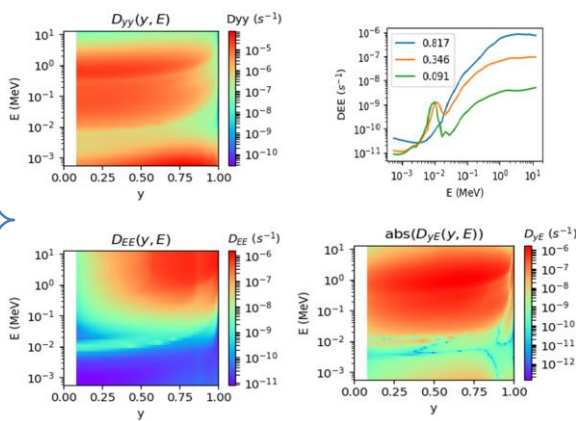 Dyy(y, E)
Dyy (s⁻¹)
E (MeV)
10¹
10⁰
10⁻¹
10⁻²
10⁻³
0.00 0.25 0.50 0.75 1.00
y
10⁻⁵
10⁻⁶
10⁻⁷
10⁻⁸
10⁻⁹
10⁻¹⁰
DEE (s⁻¹)
10⁻⁶
10⁻⁷
10⁻⁸
10⁻⁹
10⁻¹⁰
10⁻¹¹
0.817
0.346
0.091
10⁻³ 10⁻² 10⁻¹ 10⁰ 10¹
E (MeV)
D_EE(y, E)
D_EE (s⁻¹)
E (MeV)
10¹
10⁰
10⁻¹
10⁻²
10⁻³
0.00 0.25 0.50 0.75 1.00
y
10⁻⁶
10⁻⁷
10⁻⁸
10⁻⁹
10⁻¹⁰
10⁻¹¹
abs(D_yE(y, E))
D_yE (s⁻¹)
E (MeV)
10¹
10⁰
10⁻¹
10⁻²
10⁻³
0.00 0.25 0.50 0.75 1.00
y
10⁻⁶
10⁻⁷
10⁻⁸
10⁻⁹
10⁻¹⁰
10⁻¹¹
10⁻¹²